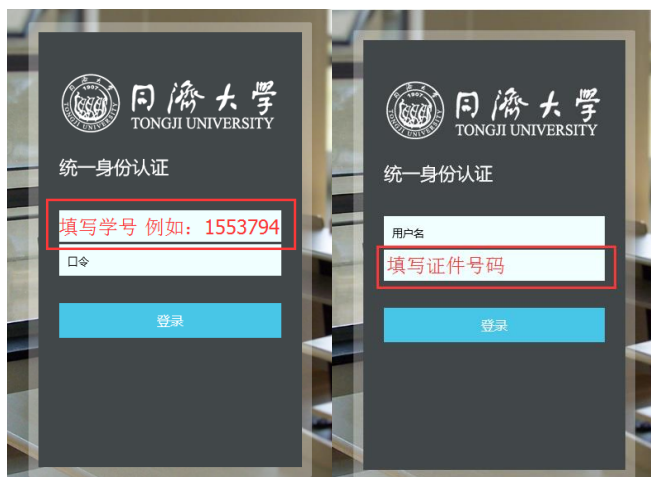 同濟大学
TONGJI UNIVERSITY
统一身份认证
填写学号 例如：1553794
口令
登录
同濟大学
TONGJI UNIVERSITY
统一身份认证
用户名
填写证件号码
登录